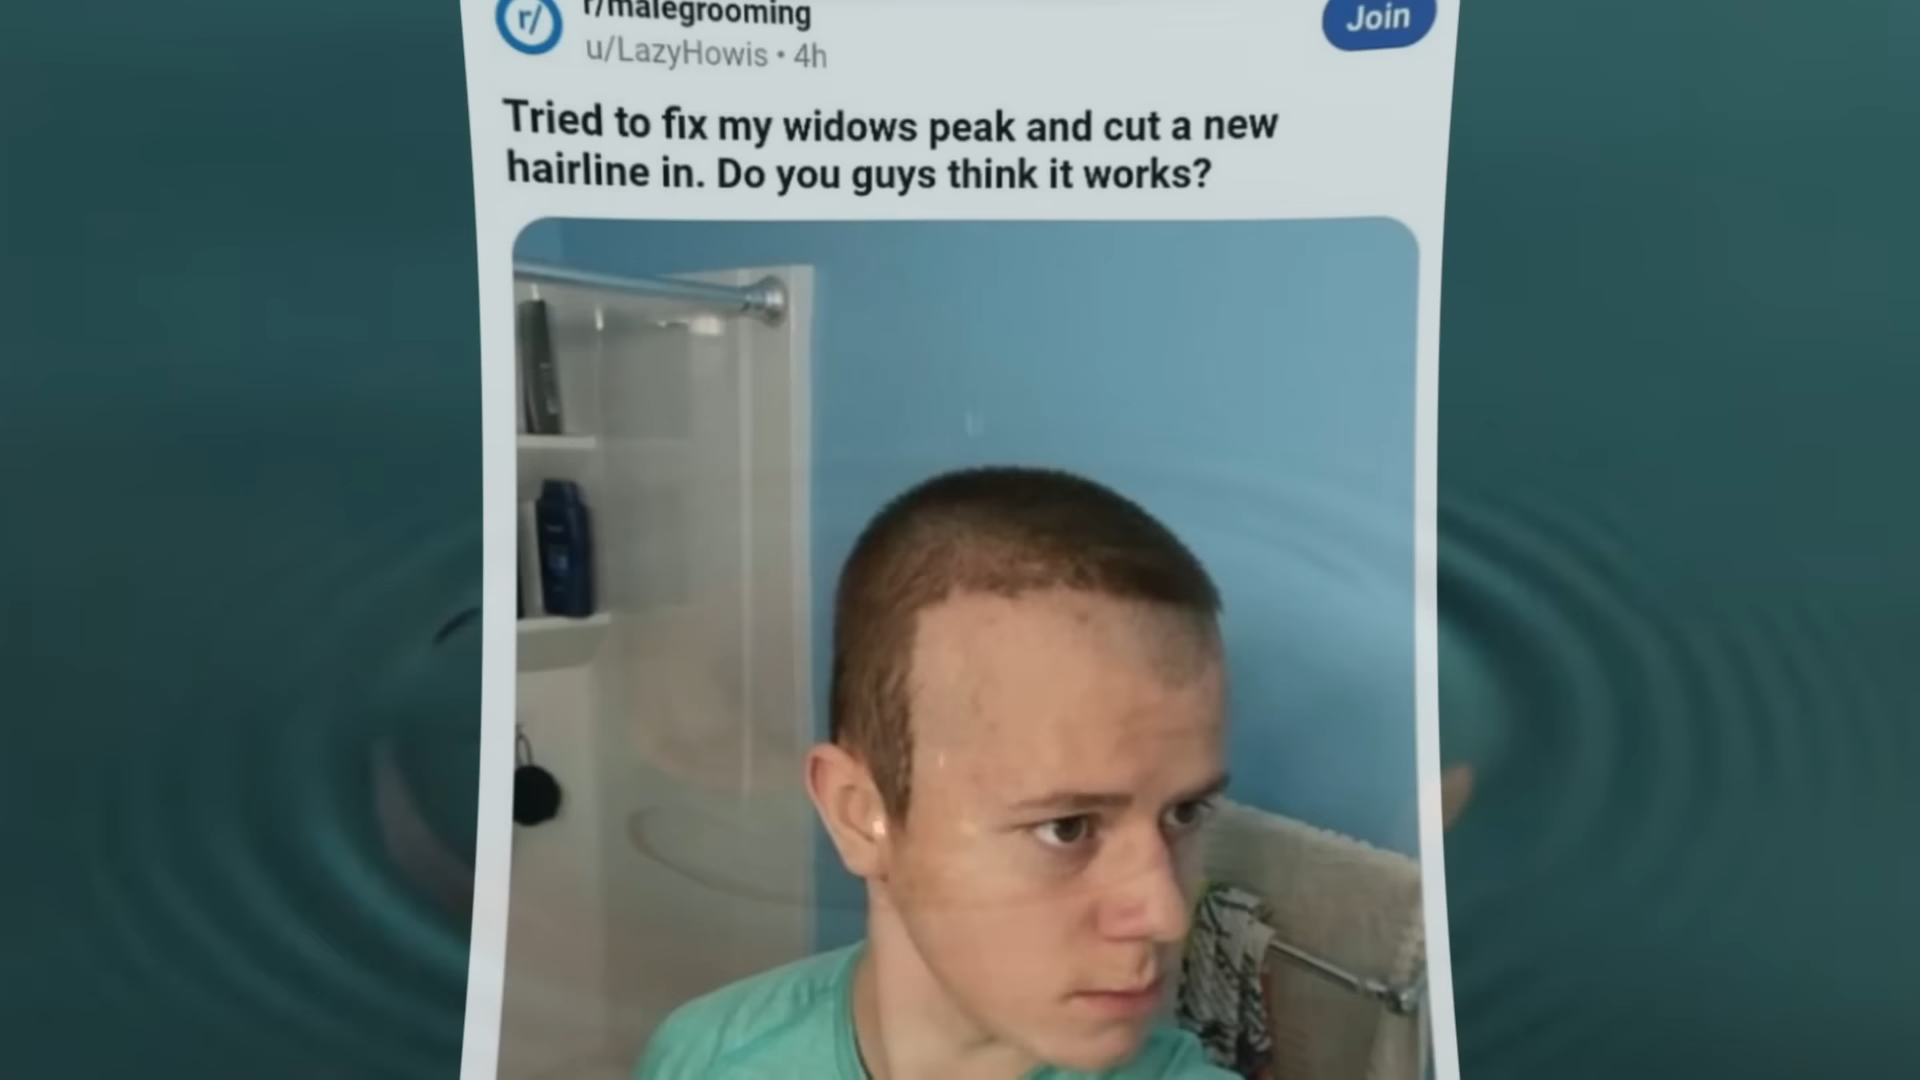 r/
r/malegrooming
Join
u/LazyHowis • 4h
Tried to fix my widows peak and cut a new
hairline in. Do you guys think it works?